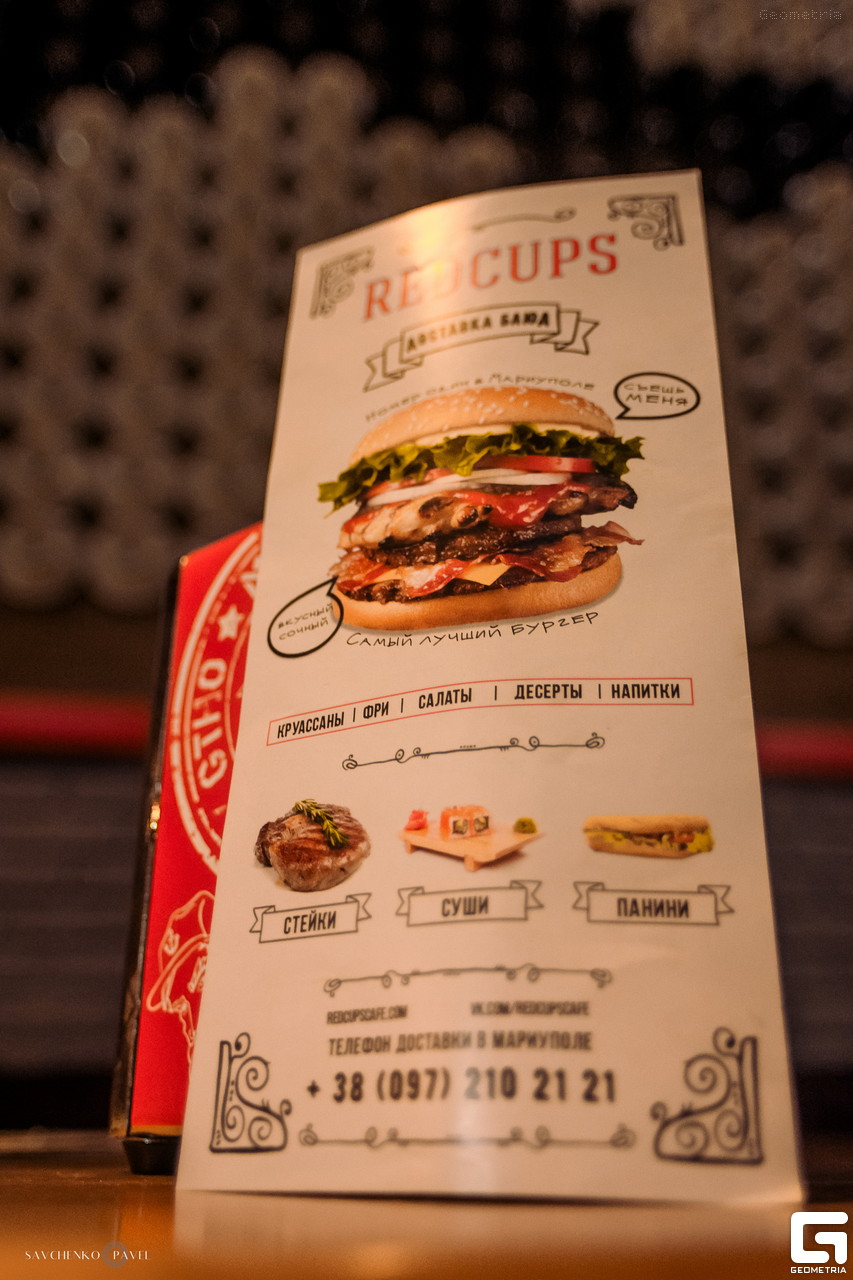 Geometria
REDCUPS
ДОСТАВКА БЛЮД
Номер один в Мариуполе
СЪЕШЬ
МЕНЯ
ВКУСНЫЙ
СОЧНЫЙ
САМЫЙ ЛУЧШИЙ БУРГЕР
КРУАССАНЫ | ФРИ | САЛАТЫ | ДЕСЕРТЫ | НАПИТКИ
СТЕЙКИ
СУШИ
ПАНИНИ
REDCUPSCAFE.COM
VK.COM/REDCUPSCAFE
ТЕЛЕФОН ДОСТАВКИ В МАРИУПОЛЕ
+ 38 (097) 210 21 21
SAVCHENKO PAVEL
GEOMETRIA